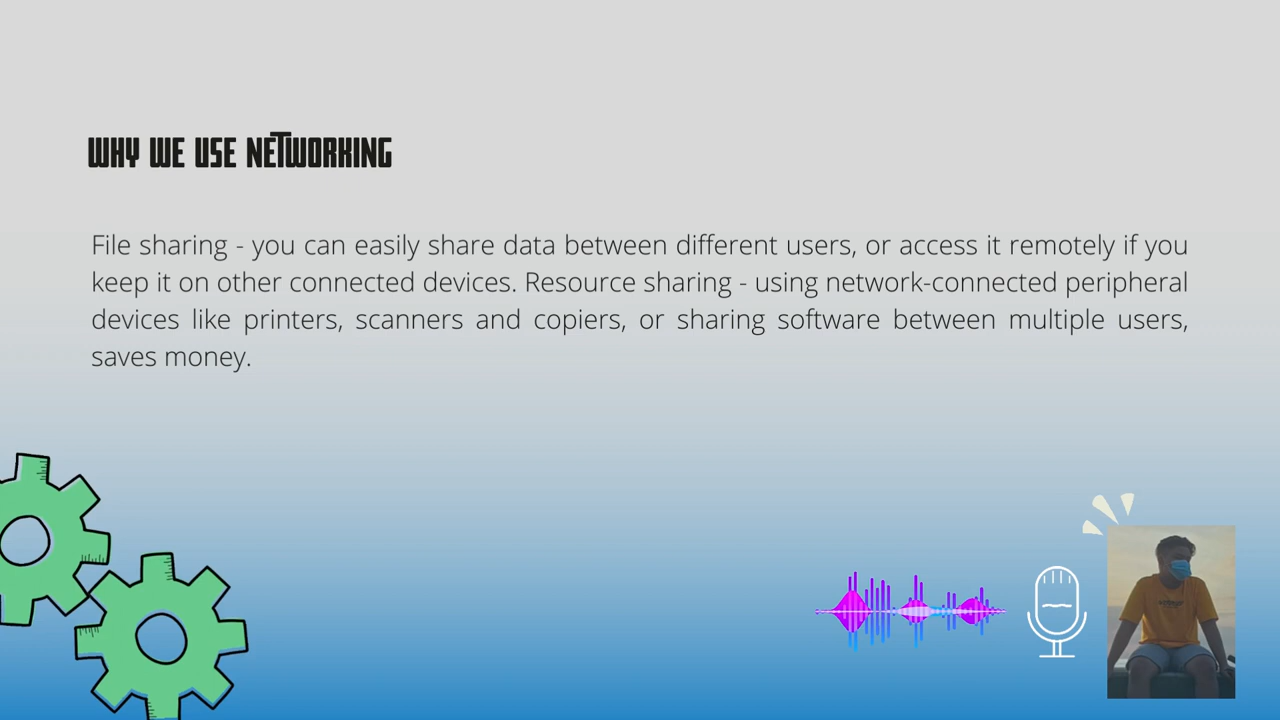 WHY WE USE NETWORKING
File sharing - you can easily share data between different users, or access it remotely if you
keep it on other connected devices. Resource sharing - using network-connected peripheral
devices like printers, scanners and copiers, or sharing software between multiple users,
saves money.